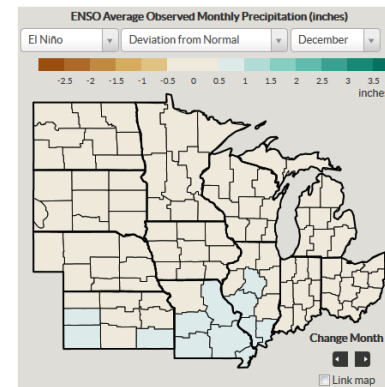 ENSO Average Observed Monthly Precipitation (inches)
El Niño Deviation from Normal December
-2.5 -2 -1.5 -1 -0.5 0 0.5 1 1.5 2 2.5 3 3.5
inche
Change Month
Link map